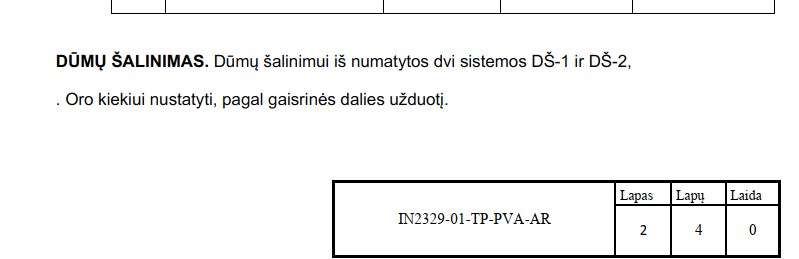 DŪMŲ ŠALINIMAS. Dūmų šalinimui iš numatytos dvi sistemos DŠ-1 ir DŠ-2,
. Oro kiekiui nustatyti, pagal gaisrinės dalies užduotį.
IN2329-01-TP-PVA-AR
Lapas Lapų Laida
2 4 0